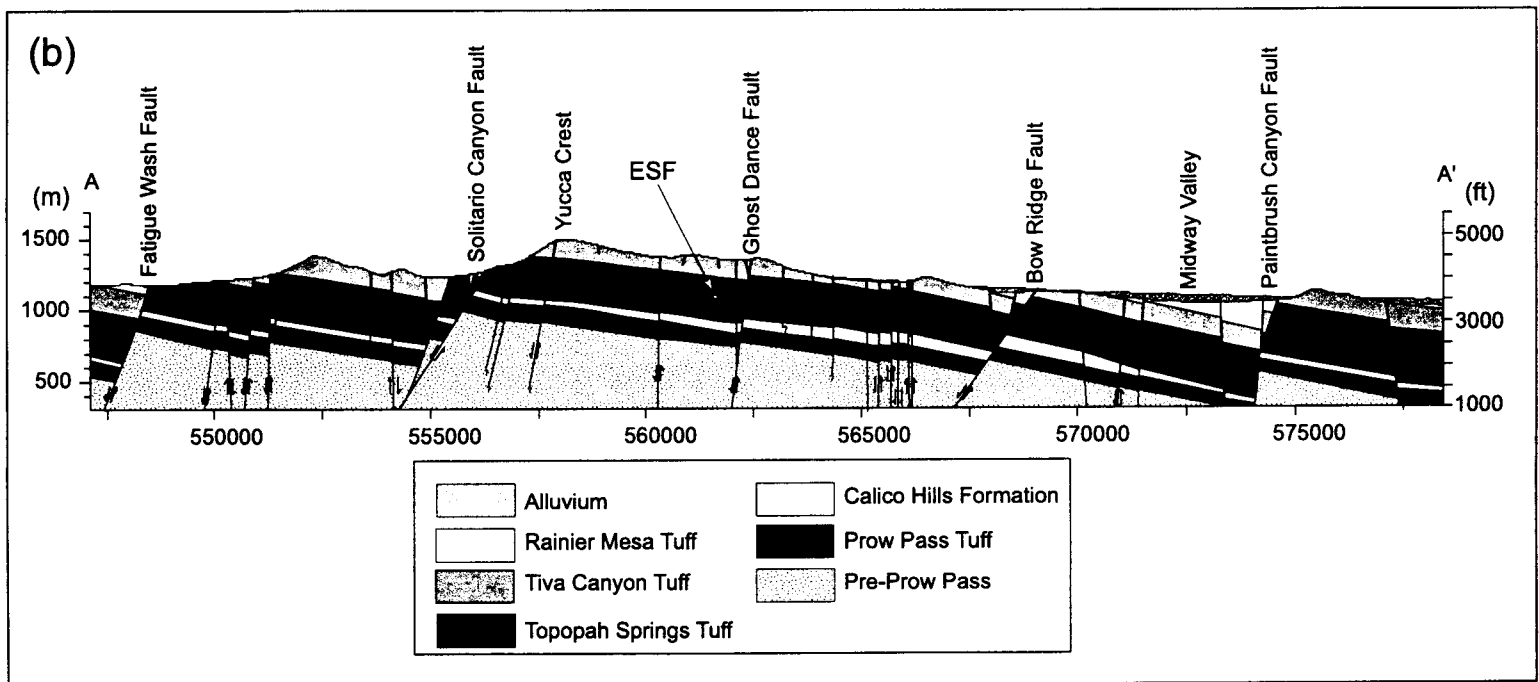 (b)
Fatigue Wash Fault
Solitario Canyon Fault
Yucca Crest
ESF
Ghost Dance Fault
Bow Ridge Fault
Midway Valley
Paintbrush Canyon Fault
A
A'
(m)
(ft)
1500
1000
500
5000
3000
1000
550000
555000
560000
565000
570000
575000
Alluvium
Rainier Mesa Tuff
Tiva Canyon Tuff
Topopah Springs Tuff
Calico Hills Formation
Prow Pass Tuff
Pre-Prow Pass